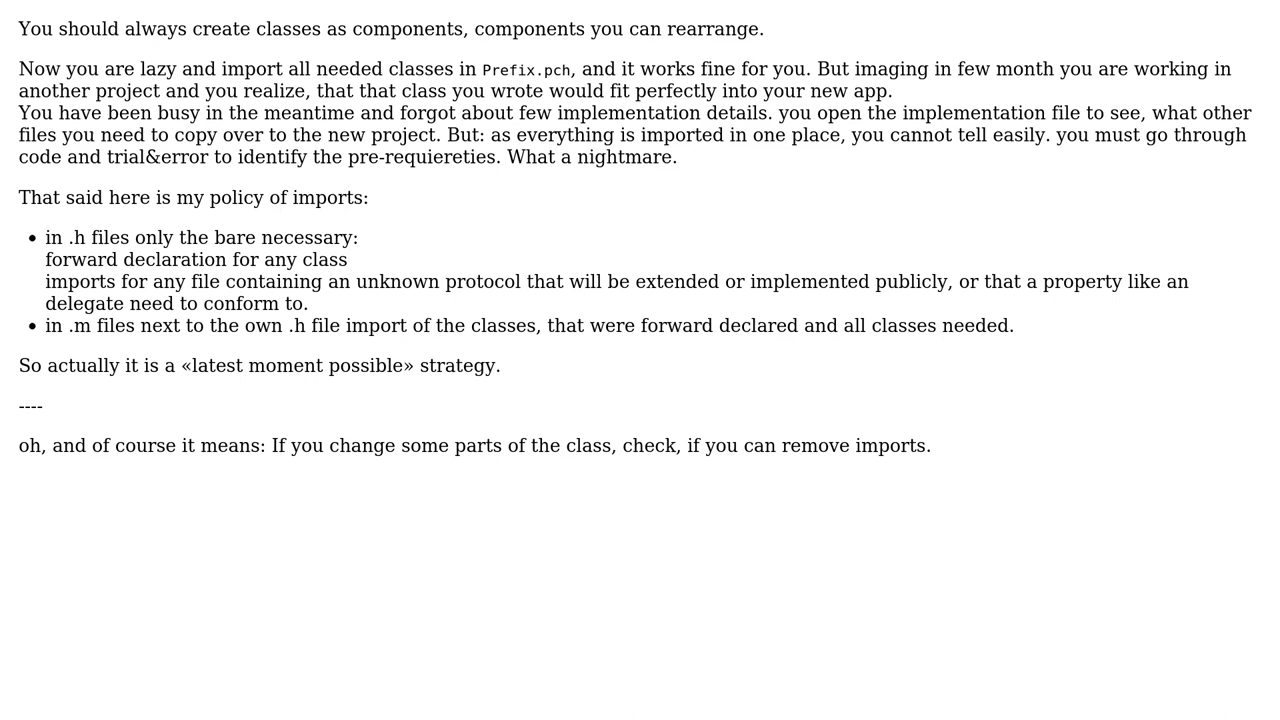 You should always create classes as components, components you can rearrange.
Now you are lazy and import all needed classes in Prefix.pch, and it works fine for you. But imaging in few month you are working in
another project and you realize, that that class you wrote would fit perfectly into your new app.
You have been busy in the meantime and forgot about few implementation details. you open the implementation file to see, what other
files you need to copy over to the new project. But: as everything is imported in one place, you cannot tell easily. you must go through
code and trial&error to identify the pre-requiereties. What a nightmare.
That said here is my policy of imports:
• in .h files only the bare necessary:
forward declaration for any class
imports for any file containing an unknown protocol that will be extended or implemented publicly, or that a property like an
delegate need to conform to.
• in .m files next to the own .h file import of the classes, that were forward declared and all classes needed.
So actually it is a «latest moment possible» strategy.
----
oh, and of course it means: If you change some parts of the class, check, if you can remove imports.